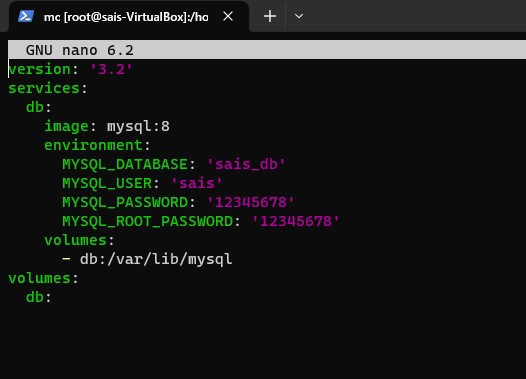 mc [root@sais-VirtualBox]:/ho
GNU nano 6.2
version: '3.2'
services:
  db:
    image: mysql:8
    environment:
      MYSQL_DATABASE: 'sais_db'
      MYSQL_USER: 'sais'
      MYSQL_PASSWORD: '12345678'
      MYSQL_ROOT_PASSWORD: '12345678'
    volumes:
      - db:/var/lib/mysql
volumes:
  db: